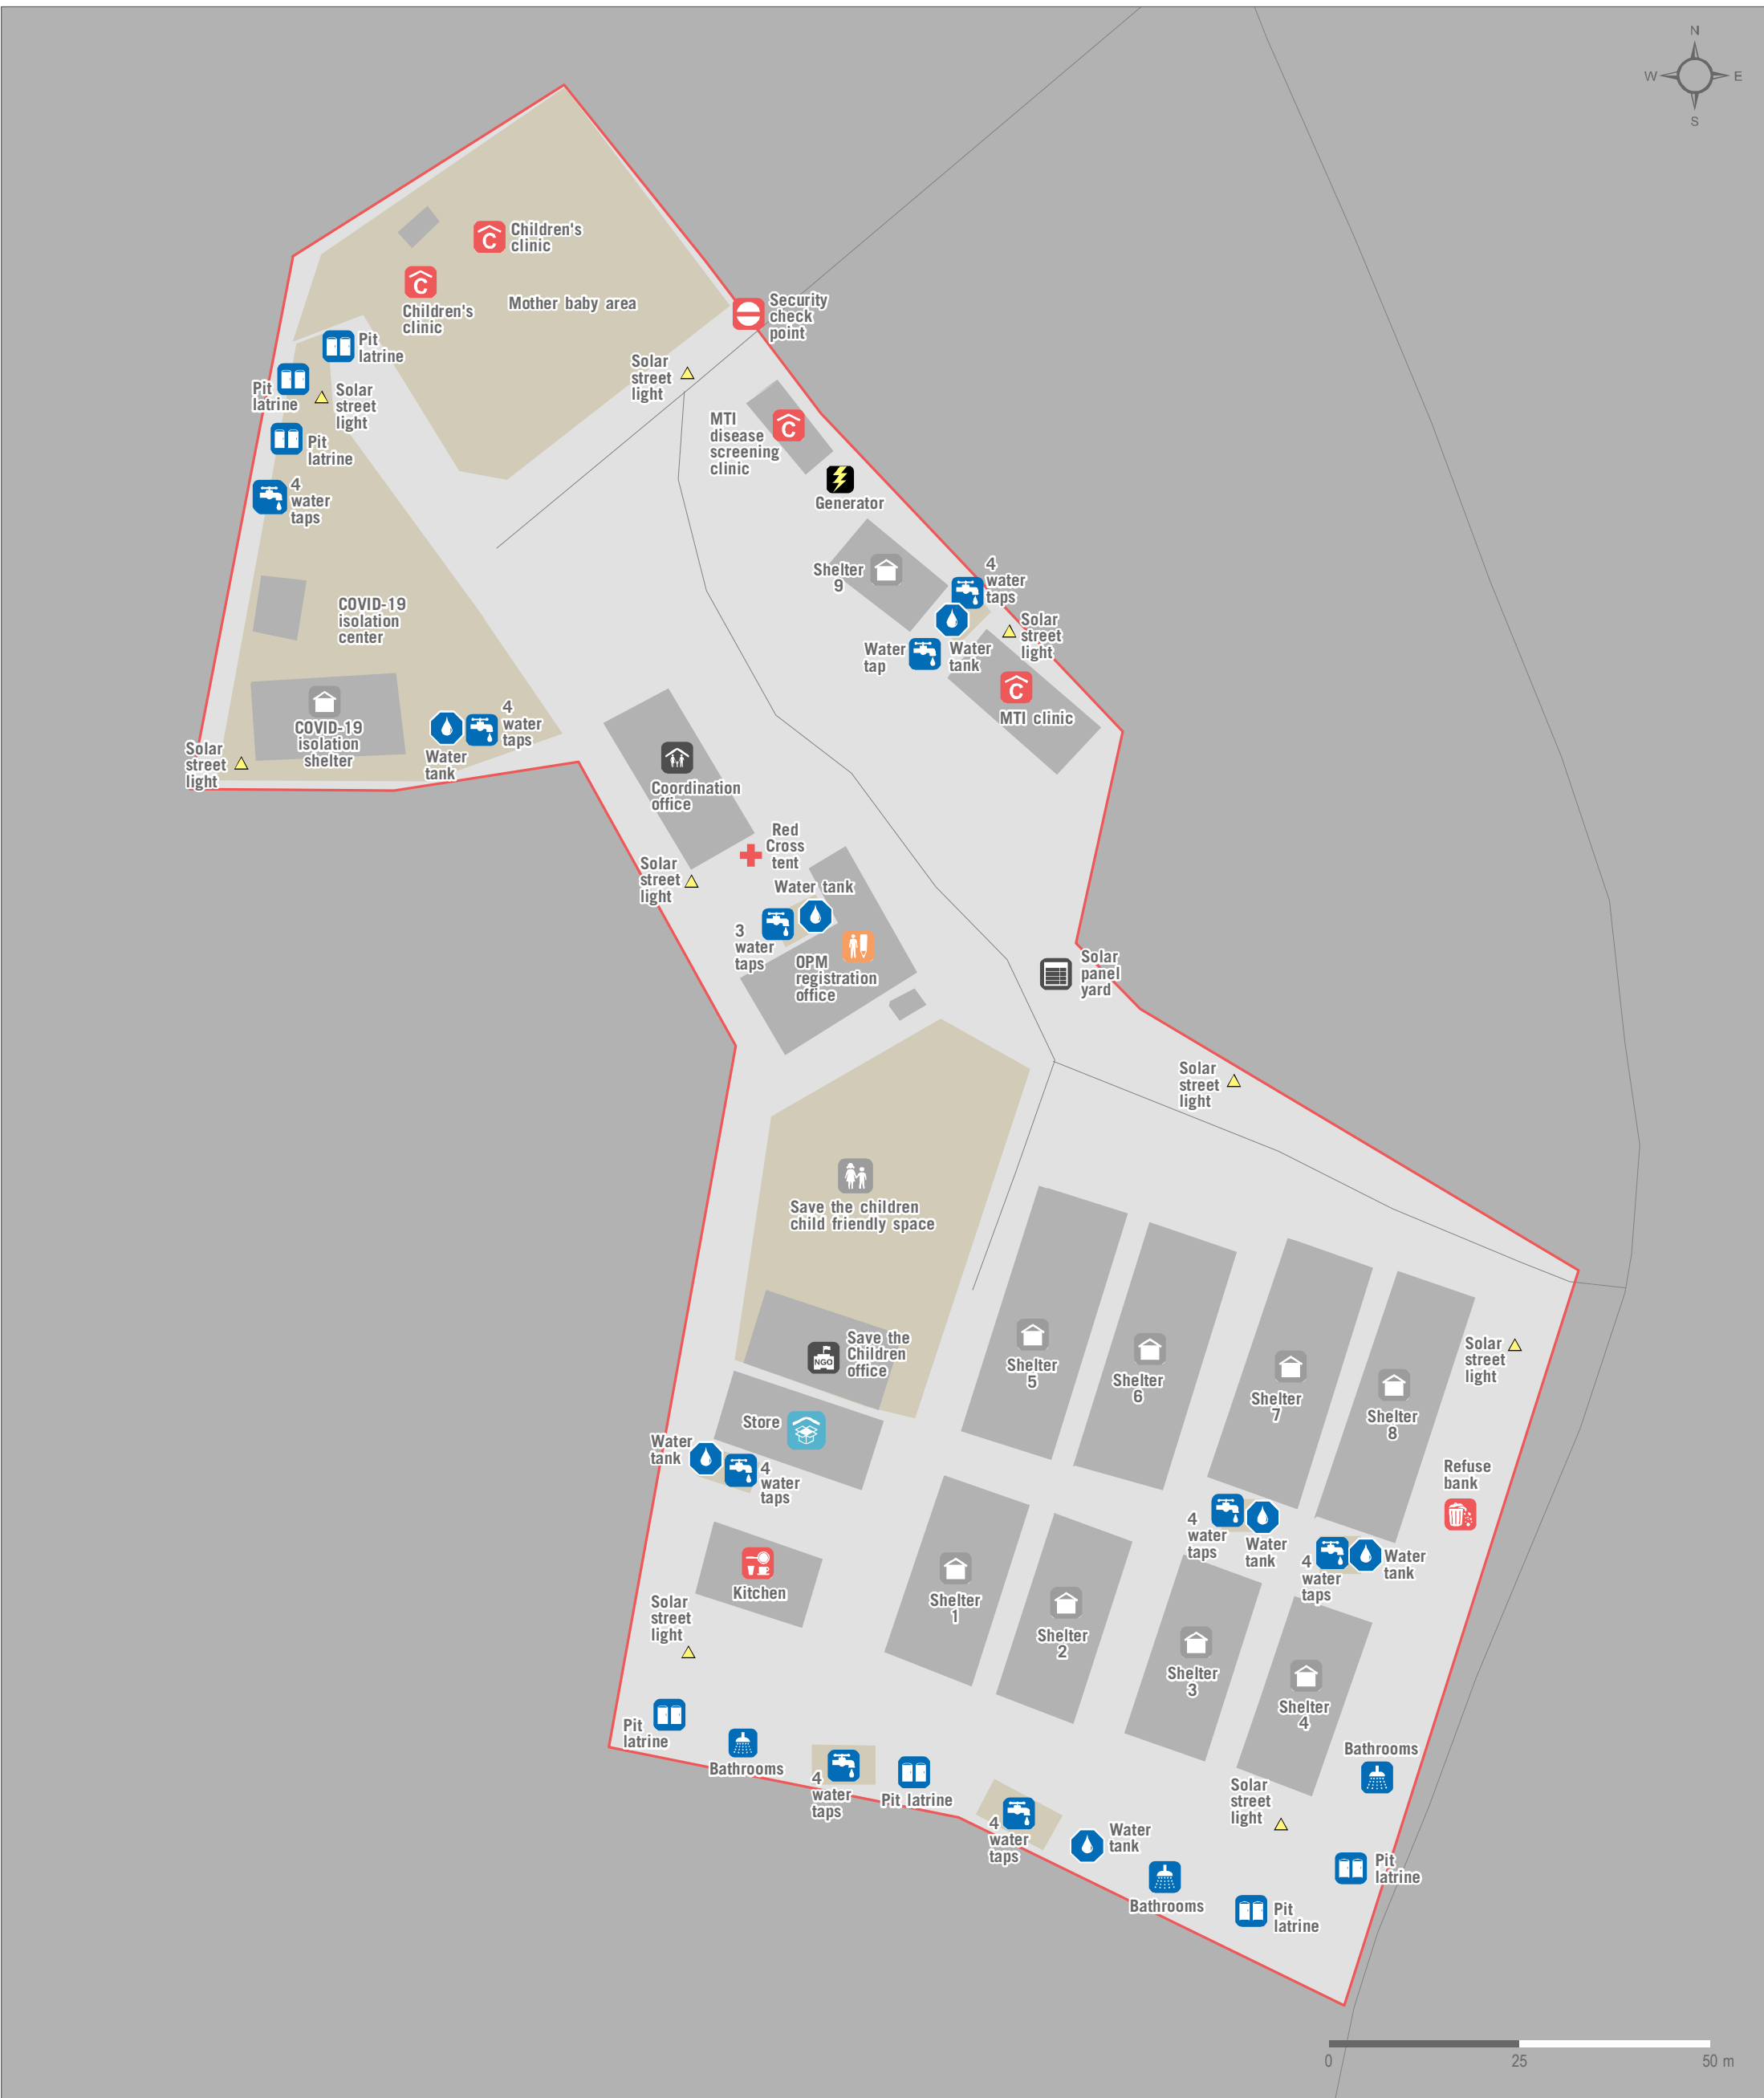 N
W
E
S
Children's
clinic
Children's
clinic
Mother baby area
Security
check
point
Pit
latrine
Pit
latrine
Solar
street
light
Solar
street
light
Pit
latrine
MTI
disease
screening
clinic
4
water
taps
Generator
Shelter
9
4
water
taps
COVID-19
isolation
center
Solar
street
light
Water
tap
Water
tank
C
C
C
C
MTI clinic
COVID-19
isolation
shelter
4
water
taps
Water
tank
Solar
street
light
Coordination
office
Red
Cross
tent
Solar
street
light
Water tank
3
water
taps
OPM
registration
office
Solar
panel
yard
Solar
street
light
Save the children
child friendly space
Save the
Children
office
NGO
Shelter
5
Shelter
6
Shelter
7
Shelter
8
Solar
street
light
Store
Water
tank
4
water
taps
Refuse
bank
4
water
taps
Water
tank
4
water
taps
Water
tank
Kitchen
Solar
street
light
Shelter
1
Shelter
2
Shelter
3
Shelter
4
Pit
latrine
Bathrooms
4
water
taps
Pit latrine
4
water
taps
Water
tank
Bathrooms
Solar
street
light
Bathrooms
Pit
latrine
Pit
latrine
0
25
50 m